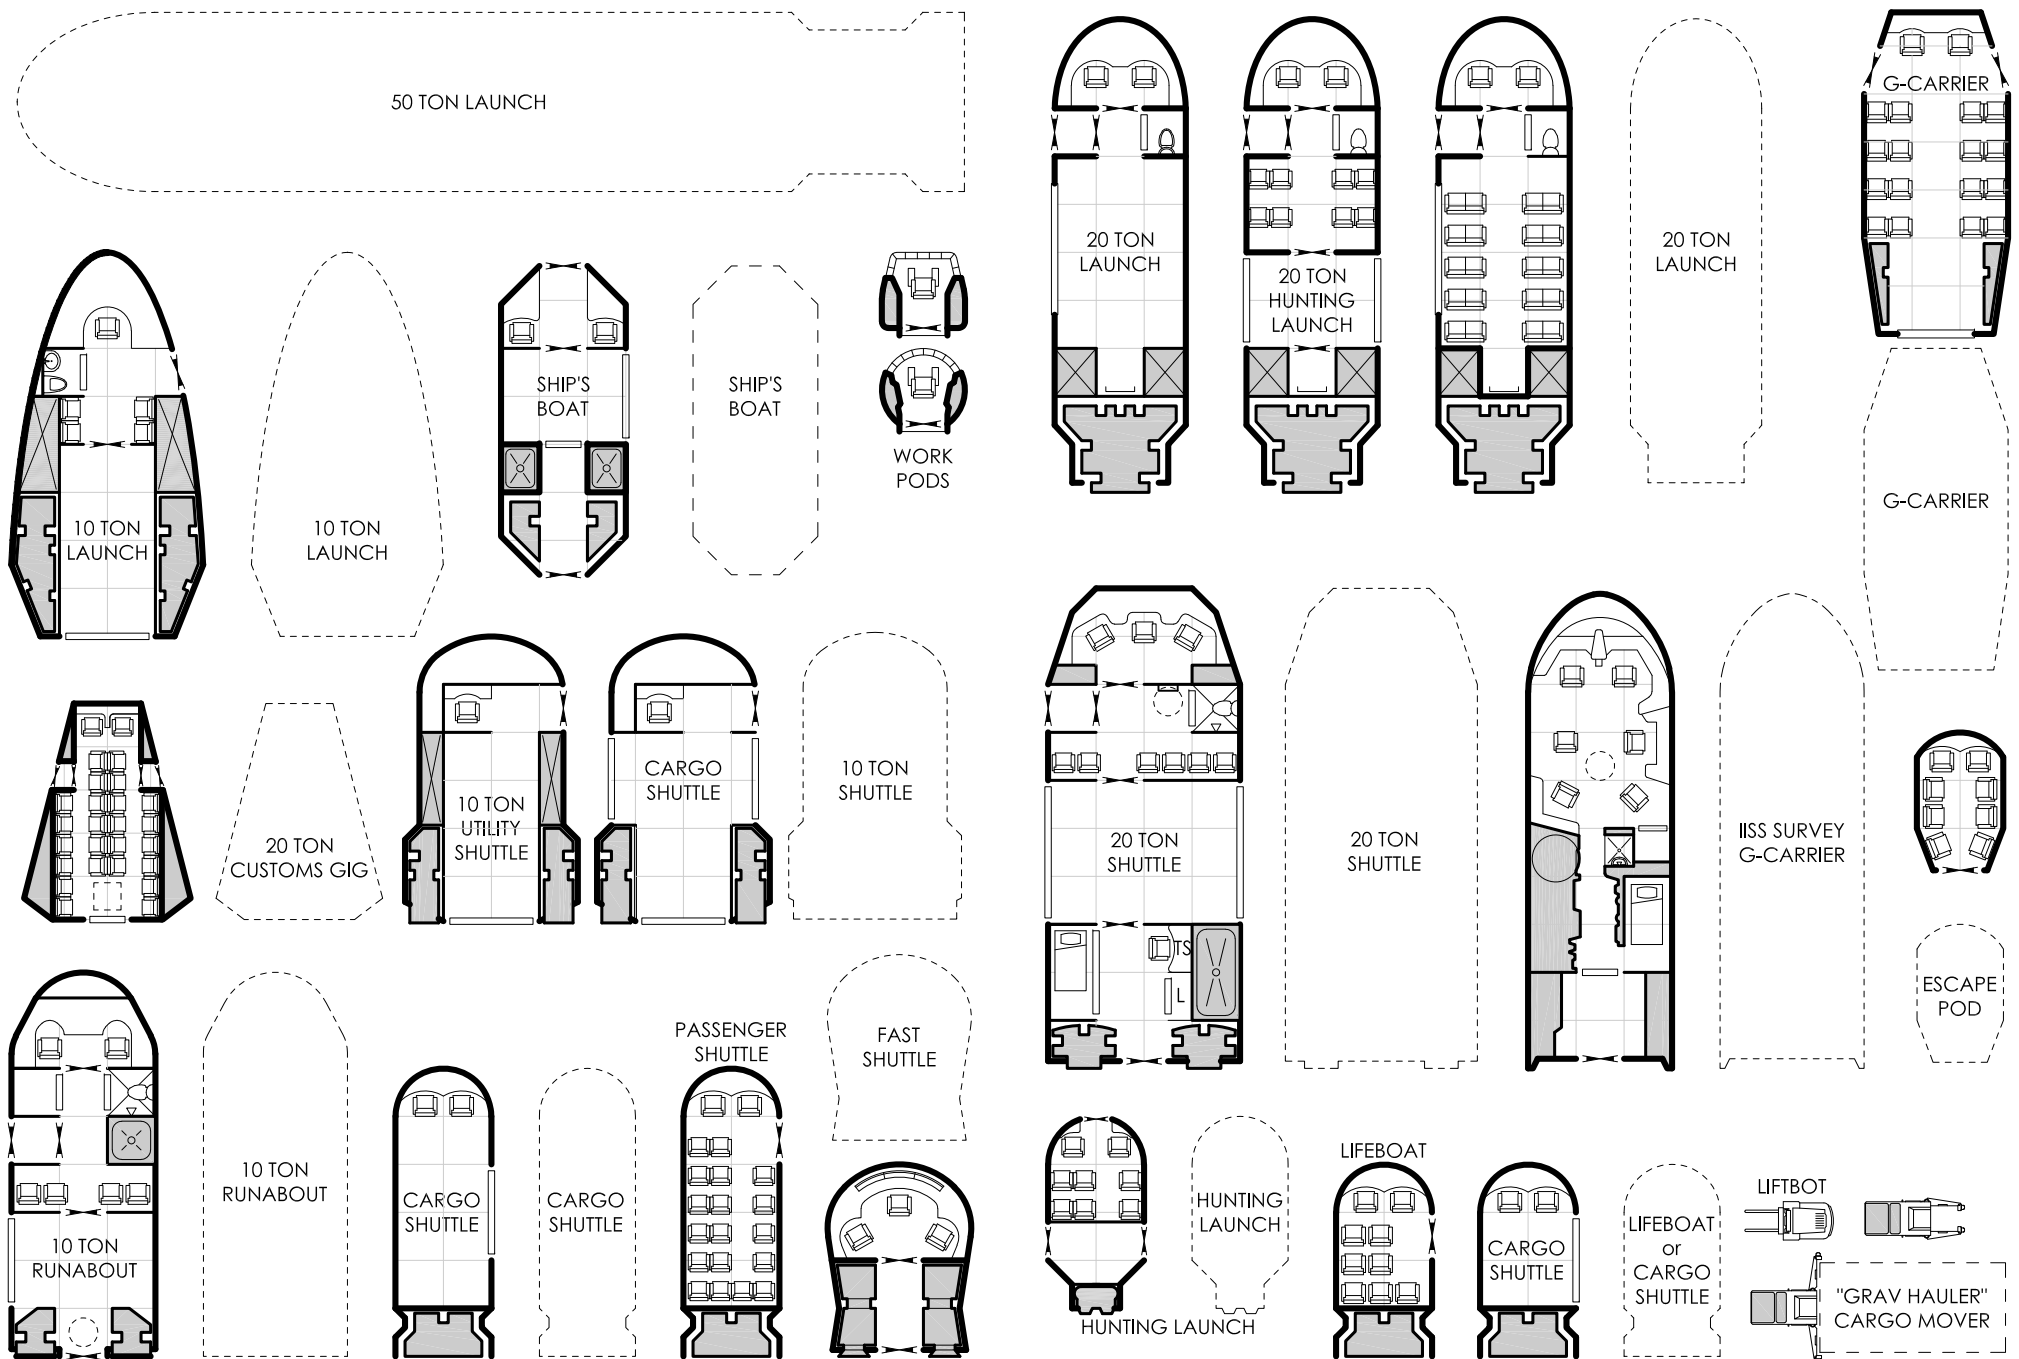 50 TON LAUNCH
G-CARRIER
20 TON
LAUNCH
20 TON
HUNTING
LAUNCH
20 TON
LAUNCH
10 TON
LAUNCH
10 TON
LAUNCH
SHIP'S
BOAT
SHIP'S
BOAT
WORK
PODS
G-CARRIER
20 TON
CUSTOMS GIG
10 TON
UTILITY
SHUTTLE
CARGO
SHUTTLE
10 TON
SHUTTLE
20 TON
SHUTTLE
TS
L
20 TON
SHUTTLE
IISS SURVEY
G-CARRIER
ESCAPE
POD
10 TON
RUNABOUT
10 TON
RUNABOUT
CARGO
SHUTTLE
CARGO
SHUTTLE
PASSENGER
SHUTTLE
FAST
SHUTTLE
HUNTING LAUNCH
HUNTING
LAUNCH
LIFEBOAT
CARGO
SHUTTLE
LIFEBOAT
or
CARGO
SHUTTLE
LIFTBOT
"GRAV HAULER"
CARGO MOVER